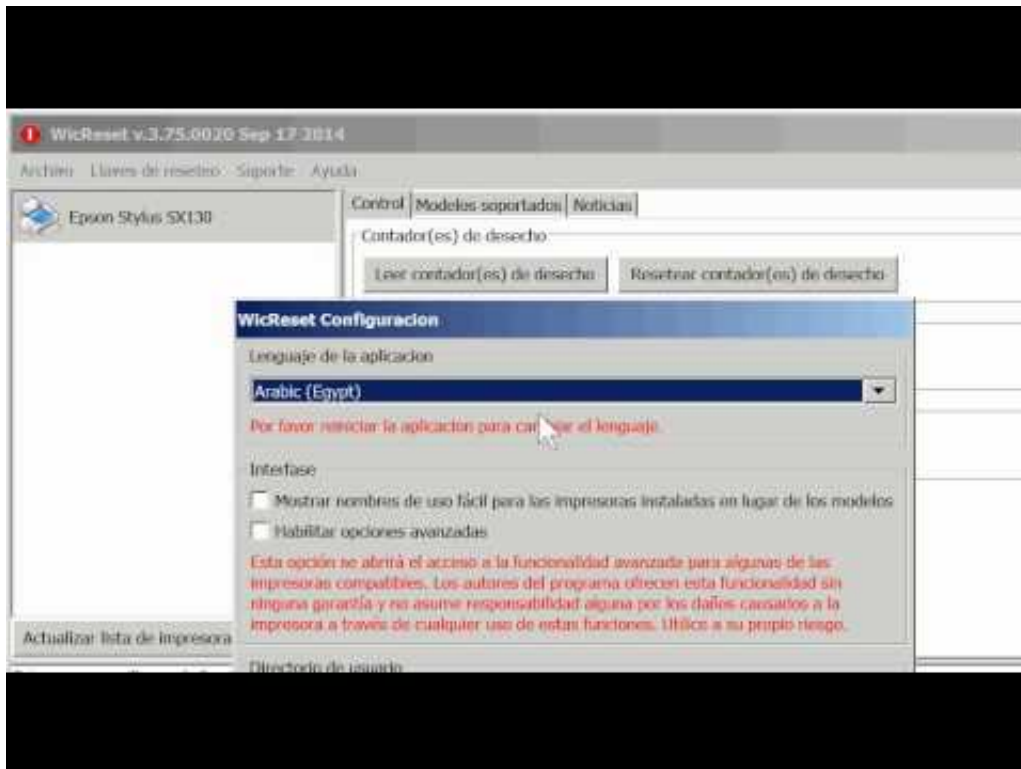 WicReset v.3.75.0020 Sep 17 2014
Archivo Llaves de reseteo Soporte Ayuda
Epson Stylus SX130
Control Modelos soportados Noticias
Contador(es) de desecho
Leer contador(es) de desecho Resetear contador(es) de desecho
WicReset Configuracion
Lenguaje de la aplicacion
Arabic (Egypt)
Por favor reiniciar la aplicacion para el lenguaje.
Interfase
Mostrar nombres de uso fácil para las impresoras instaladas en lugar de los modelos
Habilitar opciones avanzadas
Esta opción se abrirá el acceso a la funcionalidad avanzada para algunas de las
impresoras compatibles. Los autores del programa ofrecen esta funcionalidad sin
ninguna garantía y no asume responsabilidad alguna por los daños causados a la
impresora a través de cualquier uso de estas funciones. Utilice a su propio riesgo.
Actualizar lista de impresora
Directorio de usuario